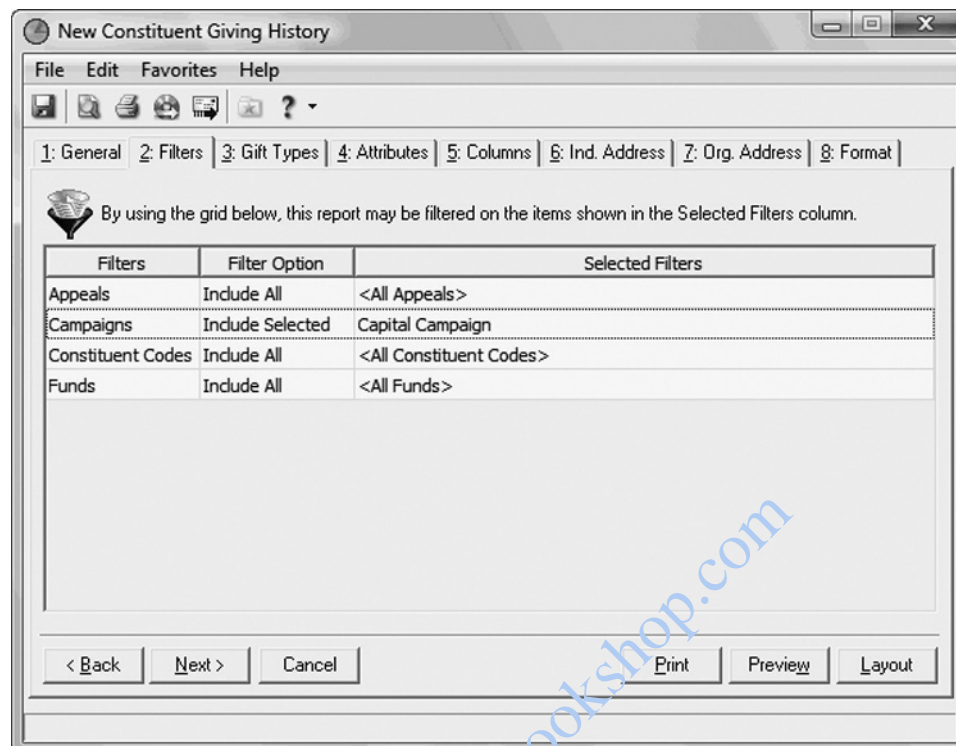 New Constituent Giving History
File Edit Favorites Help
1: General 2: Filters 3: Gift Types 4: Attributes 5: Columns 6: Ind. Address 7: Org. Address 8: Format
By using the grid below, this report may be filtered on the items shown in the Selected Filters column.
Filters Filter Option Selected Filters
Appeals Include All <All Appeals>
Campaigns Include Selected Capital Campaign
Constituent Codes Include All <All Constituent Codes>
Funds Include All <All Funds>
< Back Next > Cancel Print Preview Layout
ookshop.com